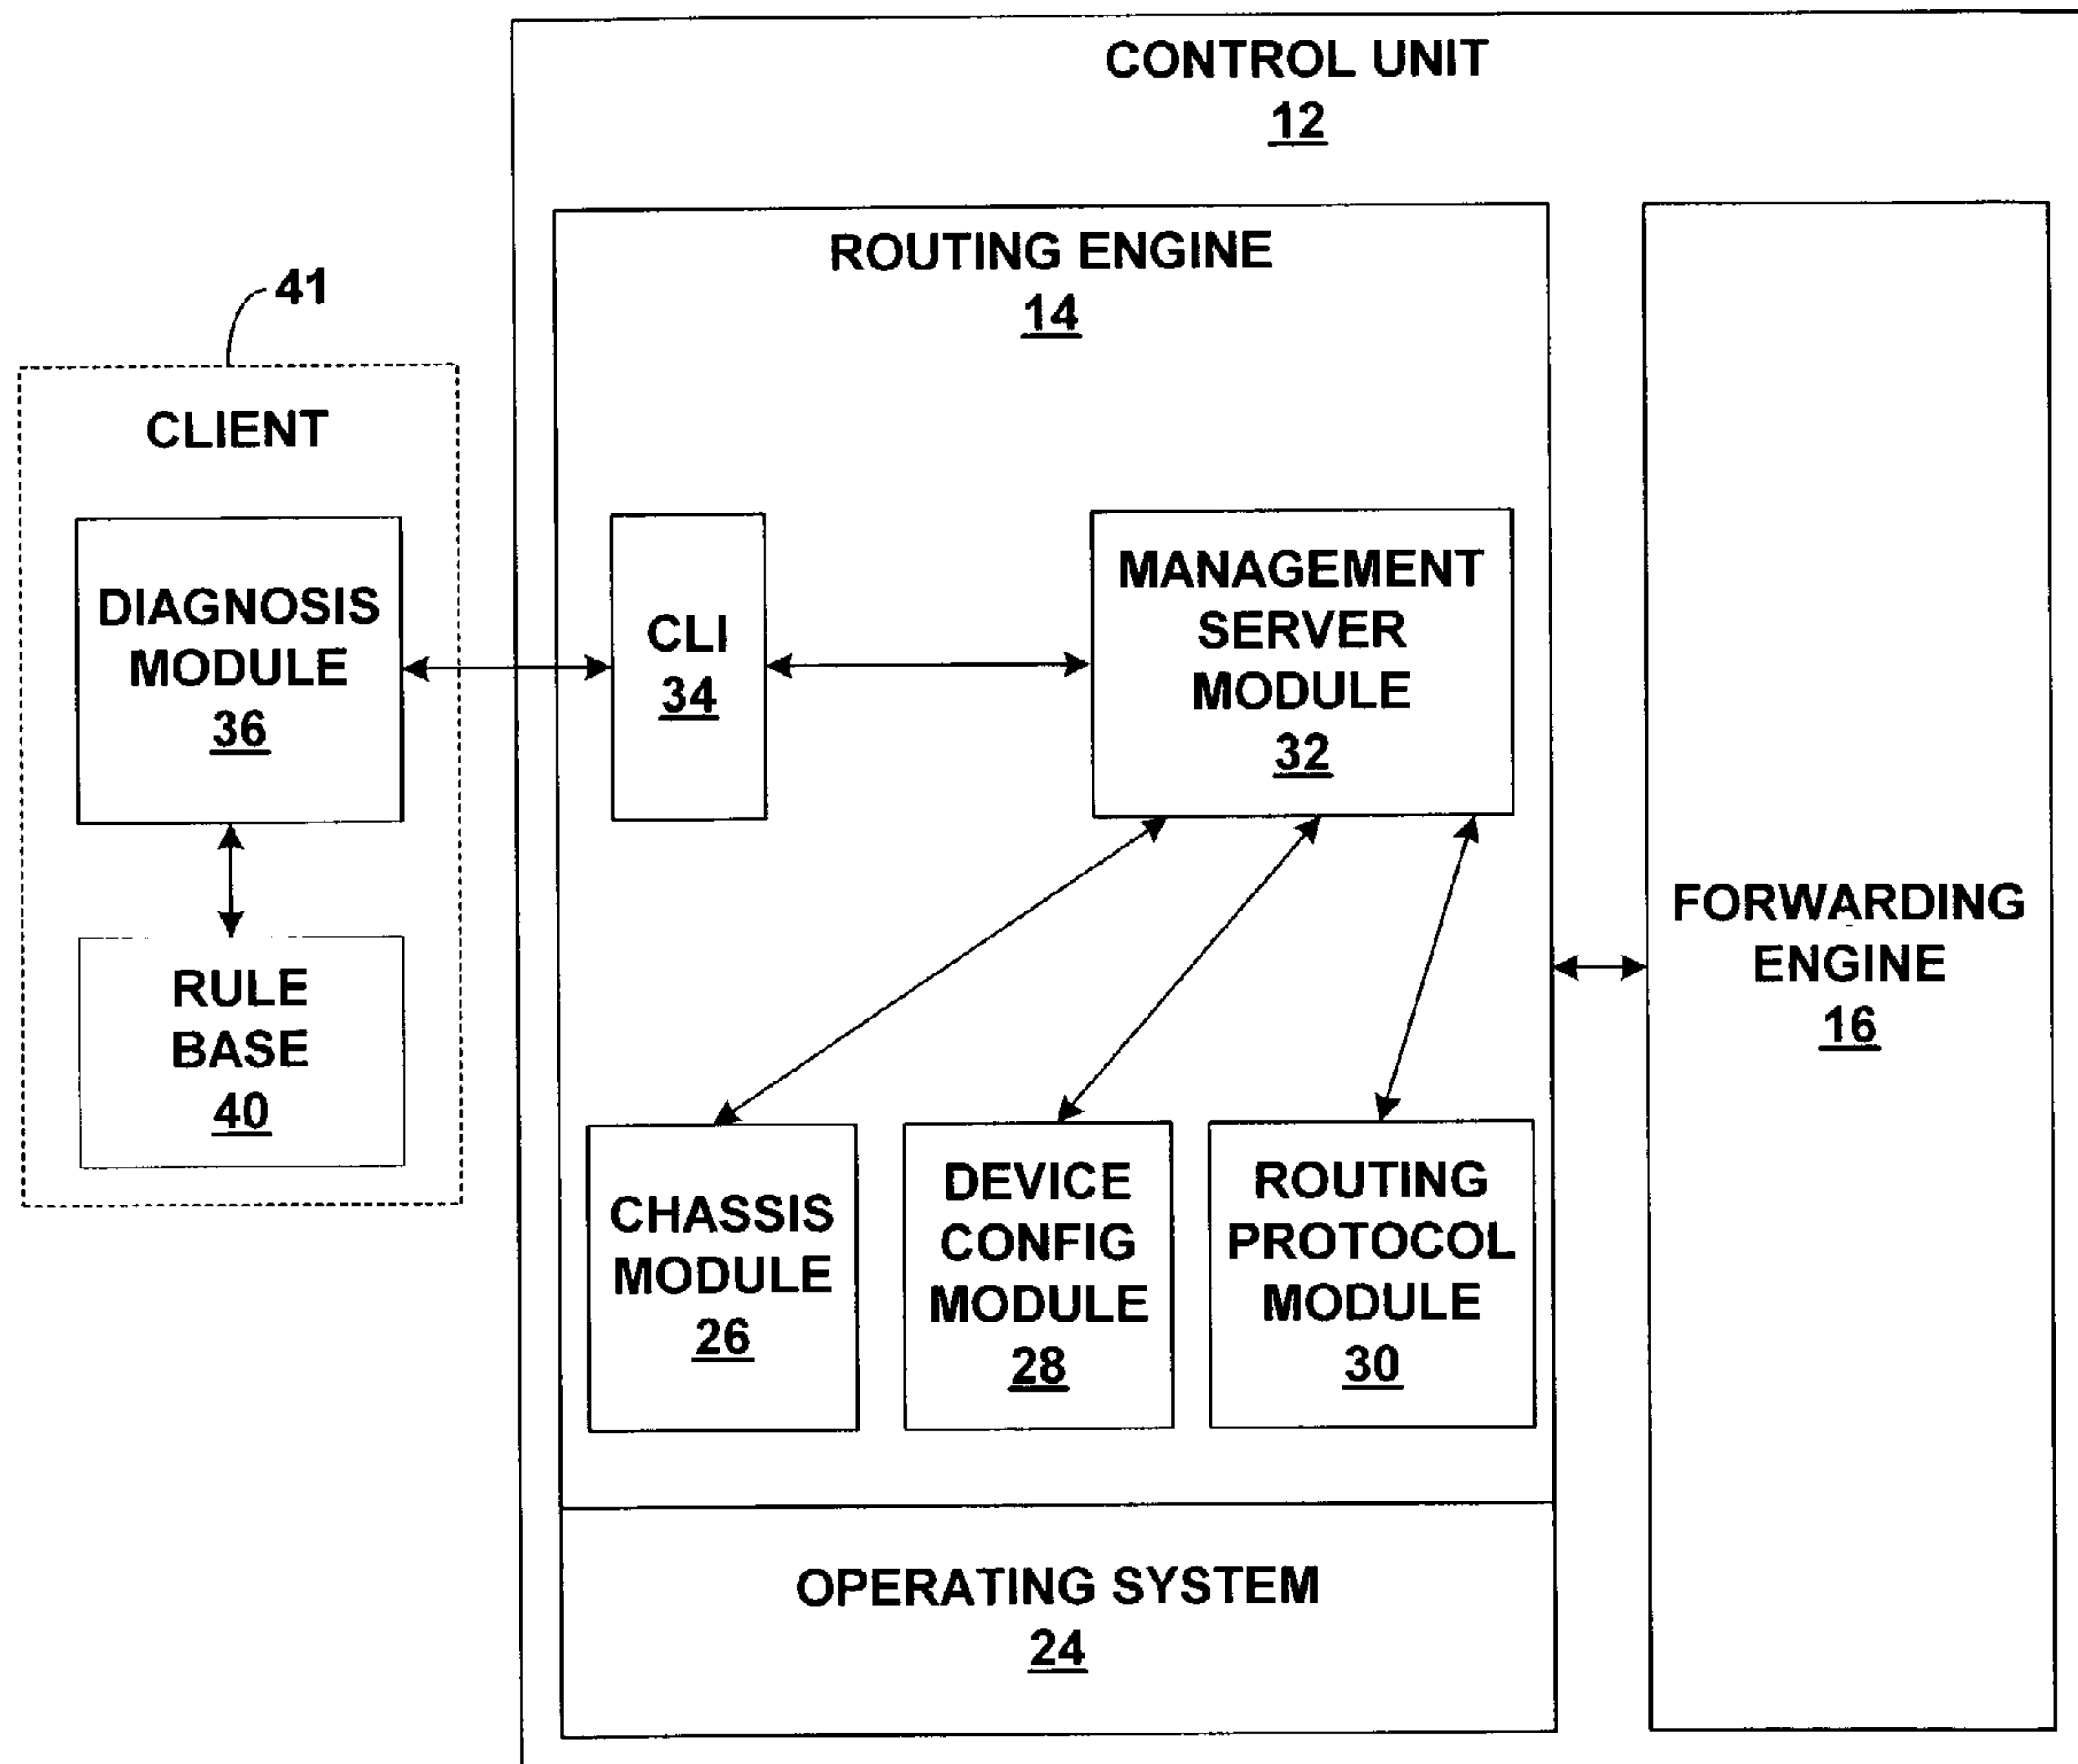 CONTROL UNIT
12
ROUTING ENGINE
14
41
CLIENT
DIAGNOSIS
MODULE
36
RULE
BASE
40
CLI
34
MANAGEMENT
SERVER
MODULE
32
CHASSIS
MODULE
26
DEVICE
CONFIG
MODULE
28
ROUTING
PROTOCOL
MODULE
30
OPERATING SYSTEM
24
FORWARDING
ENGINE
16